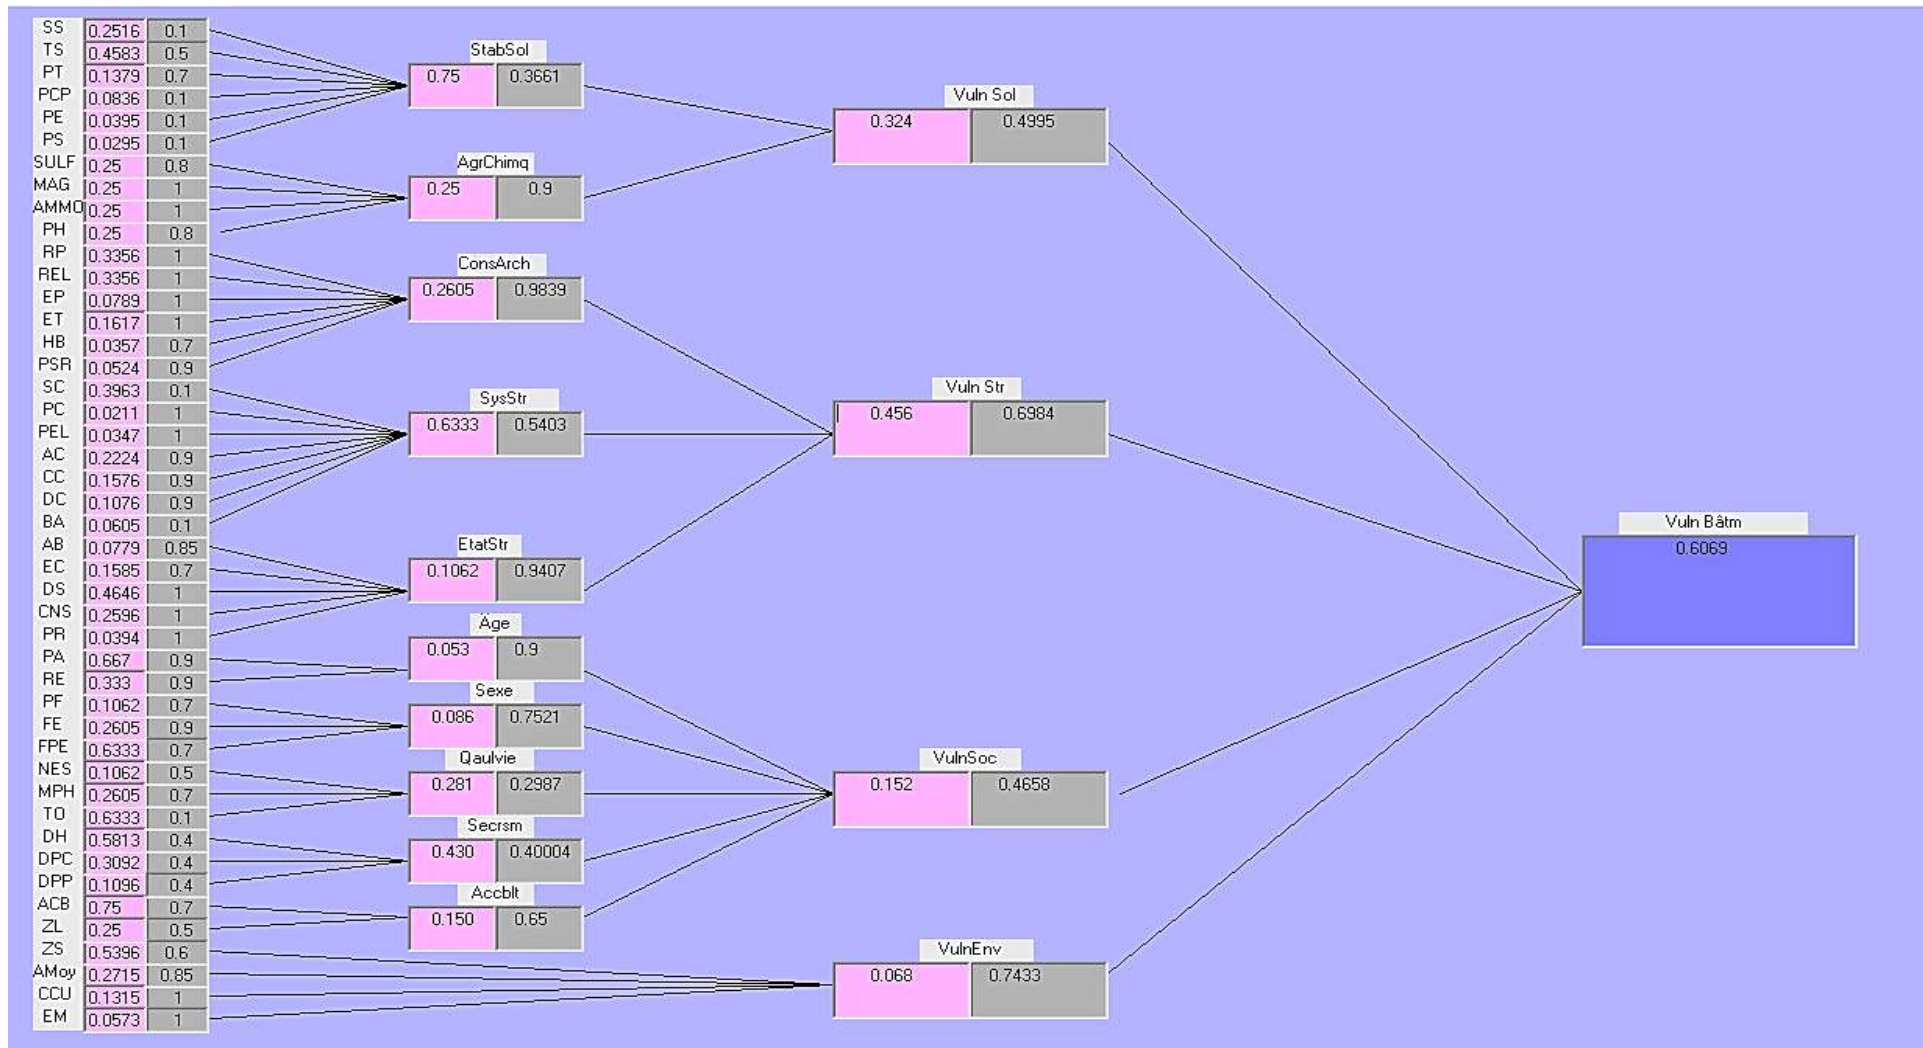 SS 0.2516 0.1
TS 0.4583 0.5
PT 0.1379 0.7
PCP 0.0836 0.1
PE 0.0395 0.1
PS 0.0295 0.1
SULF 0.25 0.8
MAG 0.25 1
AMMO 0.25 1
PH 0.25 0.8
RP 0.3356 1
REL 0.3356 1
EP 0.0789 1
ET 0.1617 1
HB 0.0357 0.7
PSR 0.0524 0.9
SC 0.3963 0.1
PC 0.0211 1
PEL 0.0347 1
AC 0.2224 0.9
CC 0.1576 0.9
DC 0.1076 0.9
BA 0.0605 0.1
AB 0.0779 0.85
EC 0.1585 0.7
DS 0.4646 1
CNS 0.2596 1
PR 0.0394 1
PA 0.667 0.9
RE 0.333 0.9
PF 0.1062 0.7
FE 0.2605 0.9
FPE 0.6333 0.7
NES 0.1062 0.5
MPH 0.2605 0.7
TO 0.6333 0.1
DH 0.5813 0.4
DPC 0.3092 0.4
DPP 0.1096 0.4
ACB 0.75 0.7
ZL 0.25 0.5
ZS 0.5396 0.6
AMoy 0.2715 0.85
CCU 0.1315 1
EM 0.0573 1
StabSol
0.75 0.3661
AgrChimq
0.25 0.9
ConsArch
0.2605 0.9839
SysStr
0.6333 0.5403
EtatStr
0.1062 0.9407
Äge
0.053 0.9
Sexe
0.086 0.7521
Qaulvie
0.281 0.2987
Secrsm
0.430 0.40004
Accblt
0.150 0.65
Vuln Sol
0.324 0.4995
Vuln Str
0.456 0.6984
VulnSoc
0.152 0.4658
VulnEnv
0.068 0.7433
Vuln Bâtm
0.6069